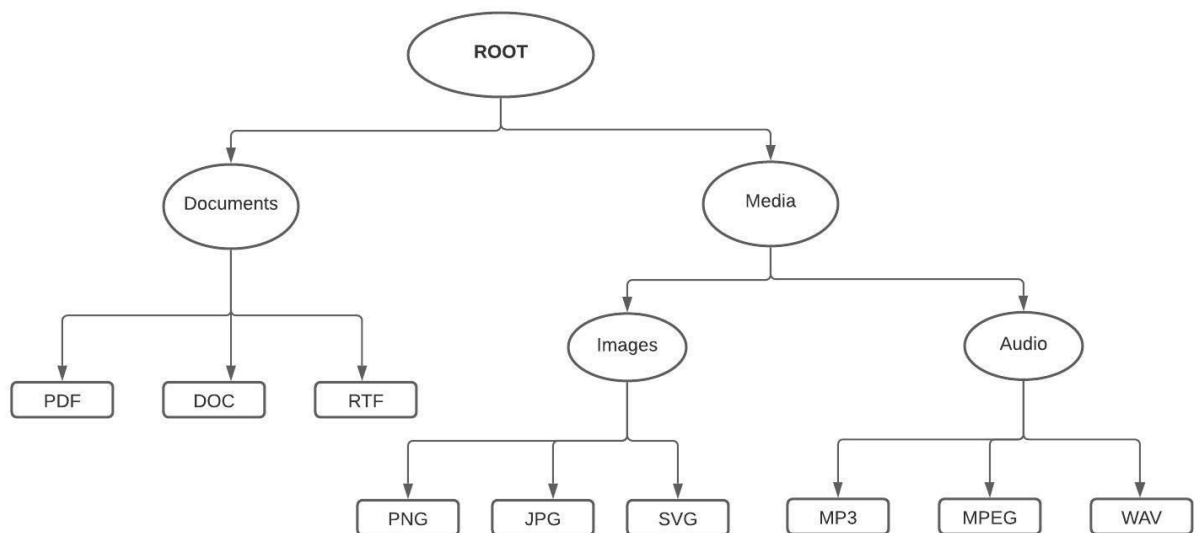 ROOT
Documents
Media
Images
Audio
PDF
DOC
RTF
PNG
JPG
SVG
MP3
MPEG
WAV